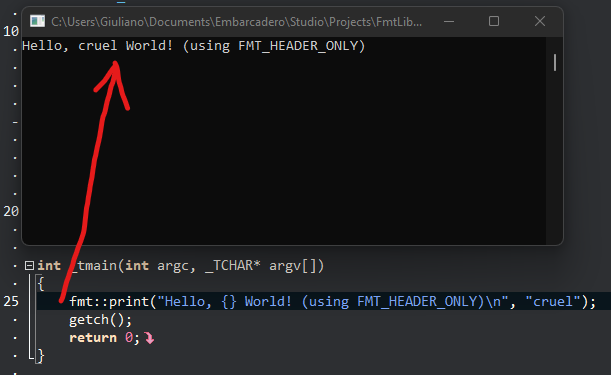 C:\Users\Giuliano\Documents\Embarcadero\Studio\Projects\FmtLib
10
Hello, cruel World! (using FMT_HEADER_ONLY)
20
int _tmain(int argc, _TCHAR* argv[])
{
25 fmt::print("Hello, {} World! (using FMT_HEADER_ONLY)\n", "cruel");
getch();
return 0;
}